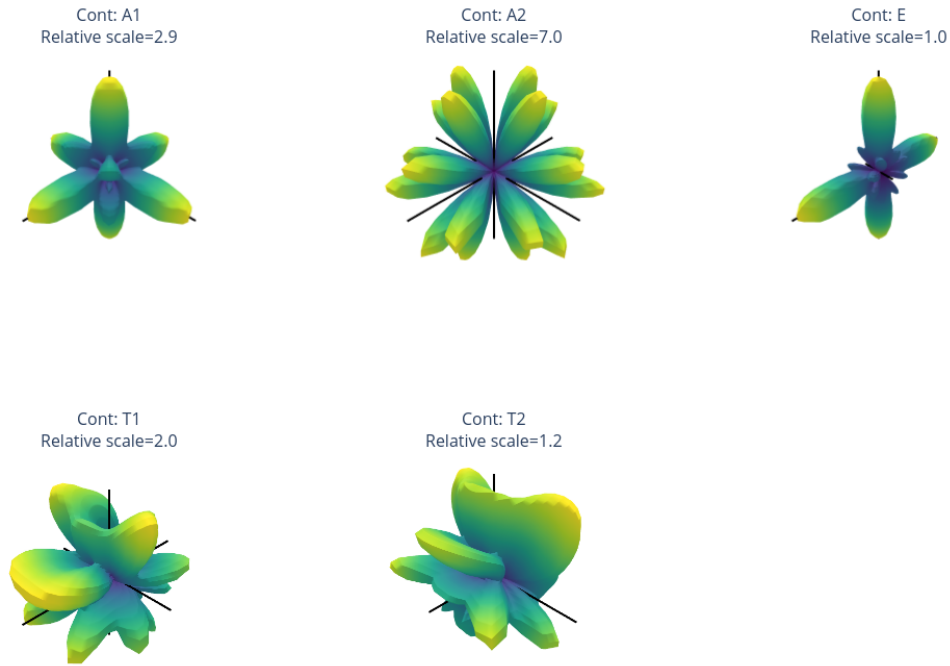 Cont: A1
Relative scale=2.9
Cont: A2
Relative scale=7.0
Cont: E
Relative scale=1.0
Cont: T1
Relative scale=2.0
Cont: T2
Relative scale=1.2